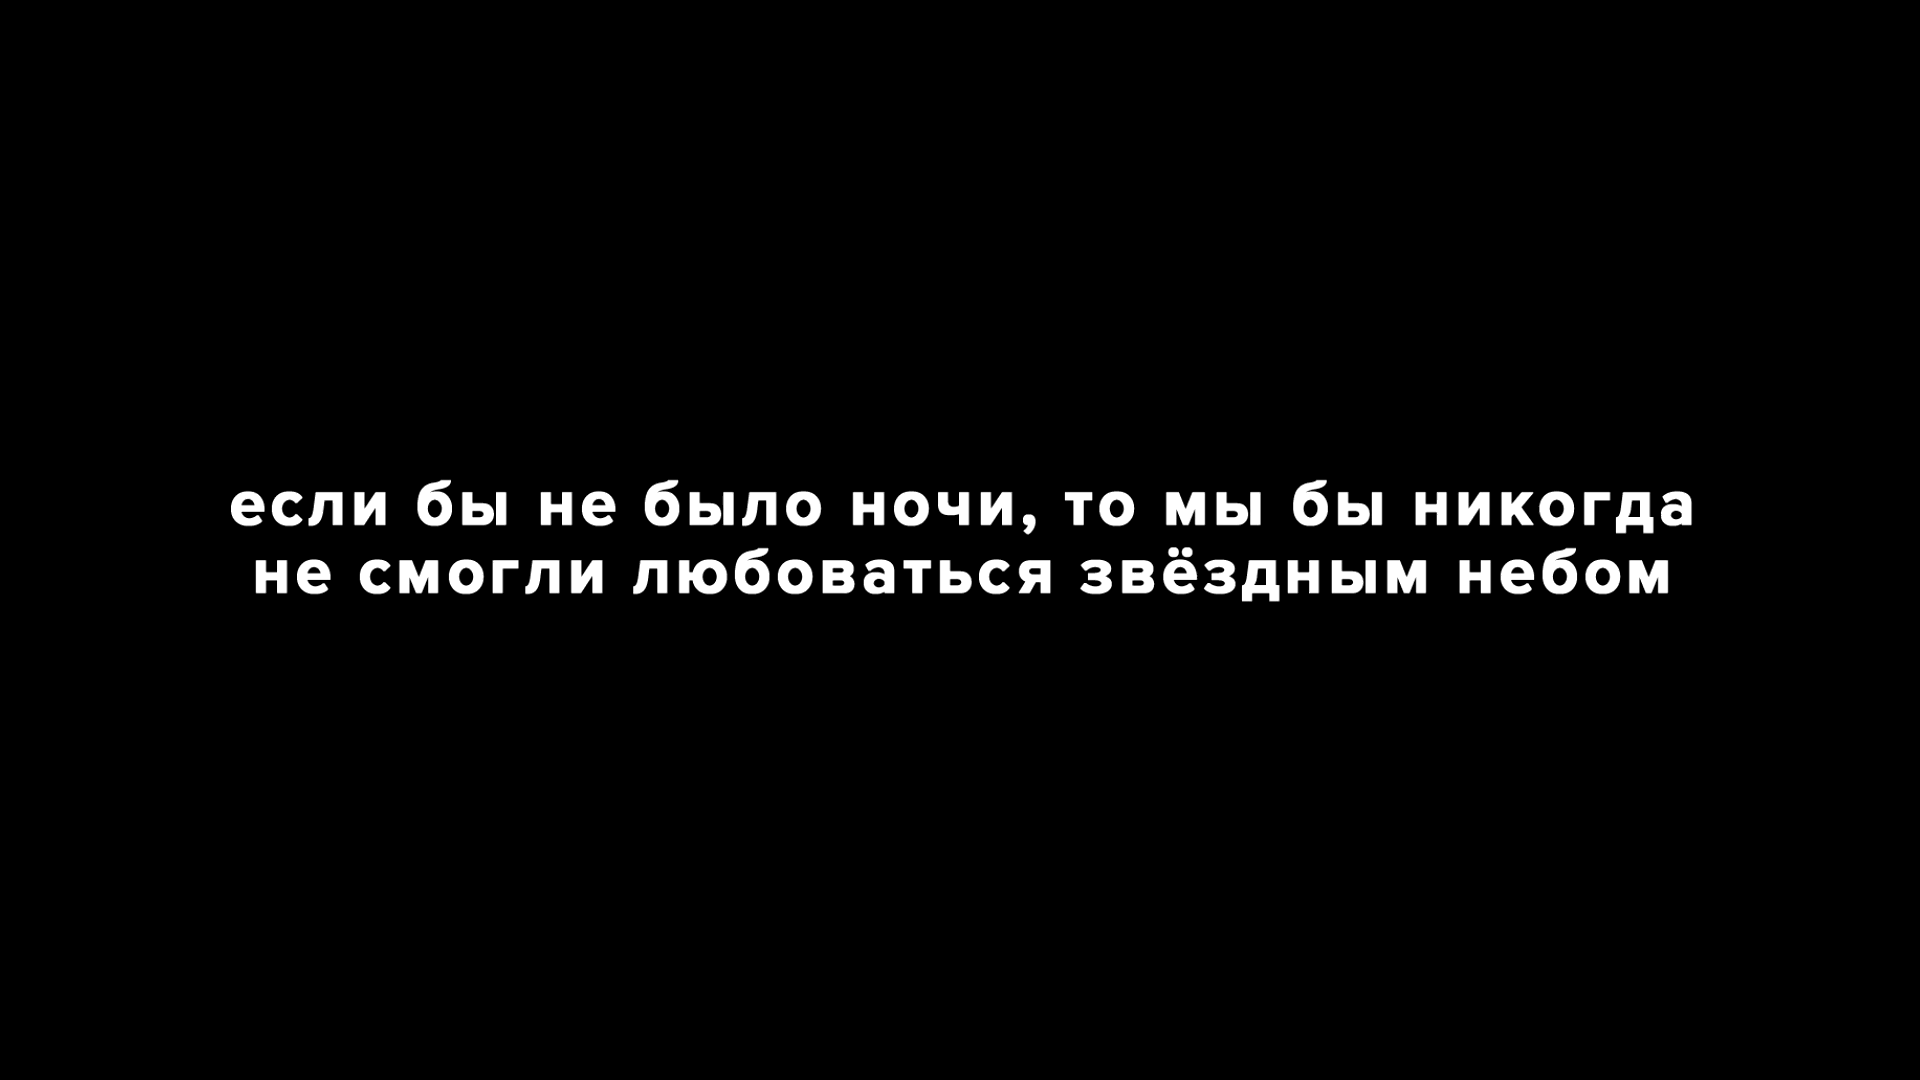 если бы не было ночи, то мы бы никогда
не смогли любоваться звёздным небом